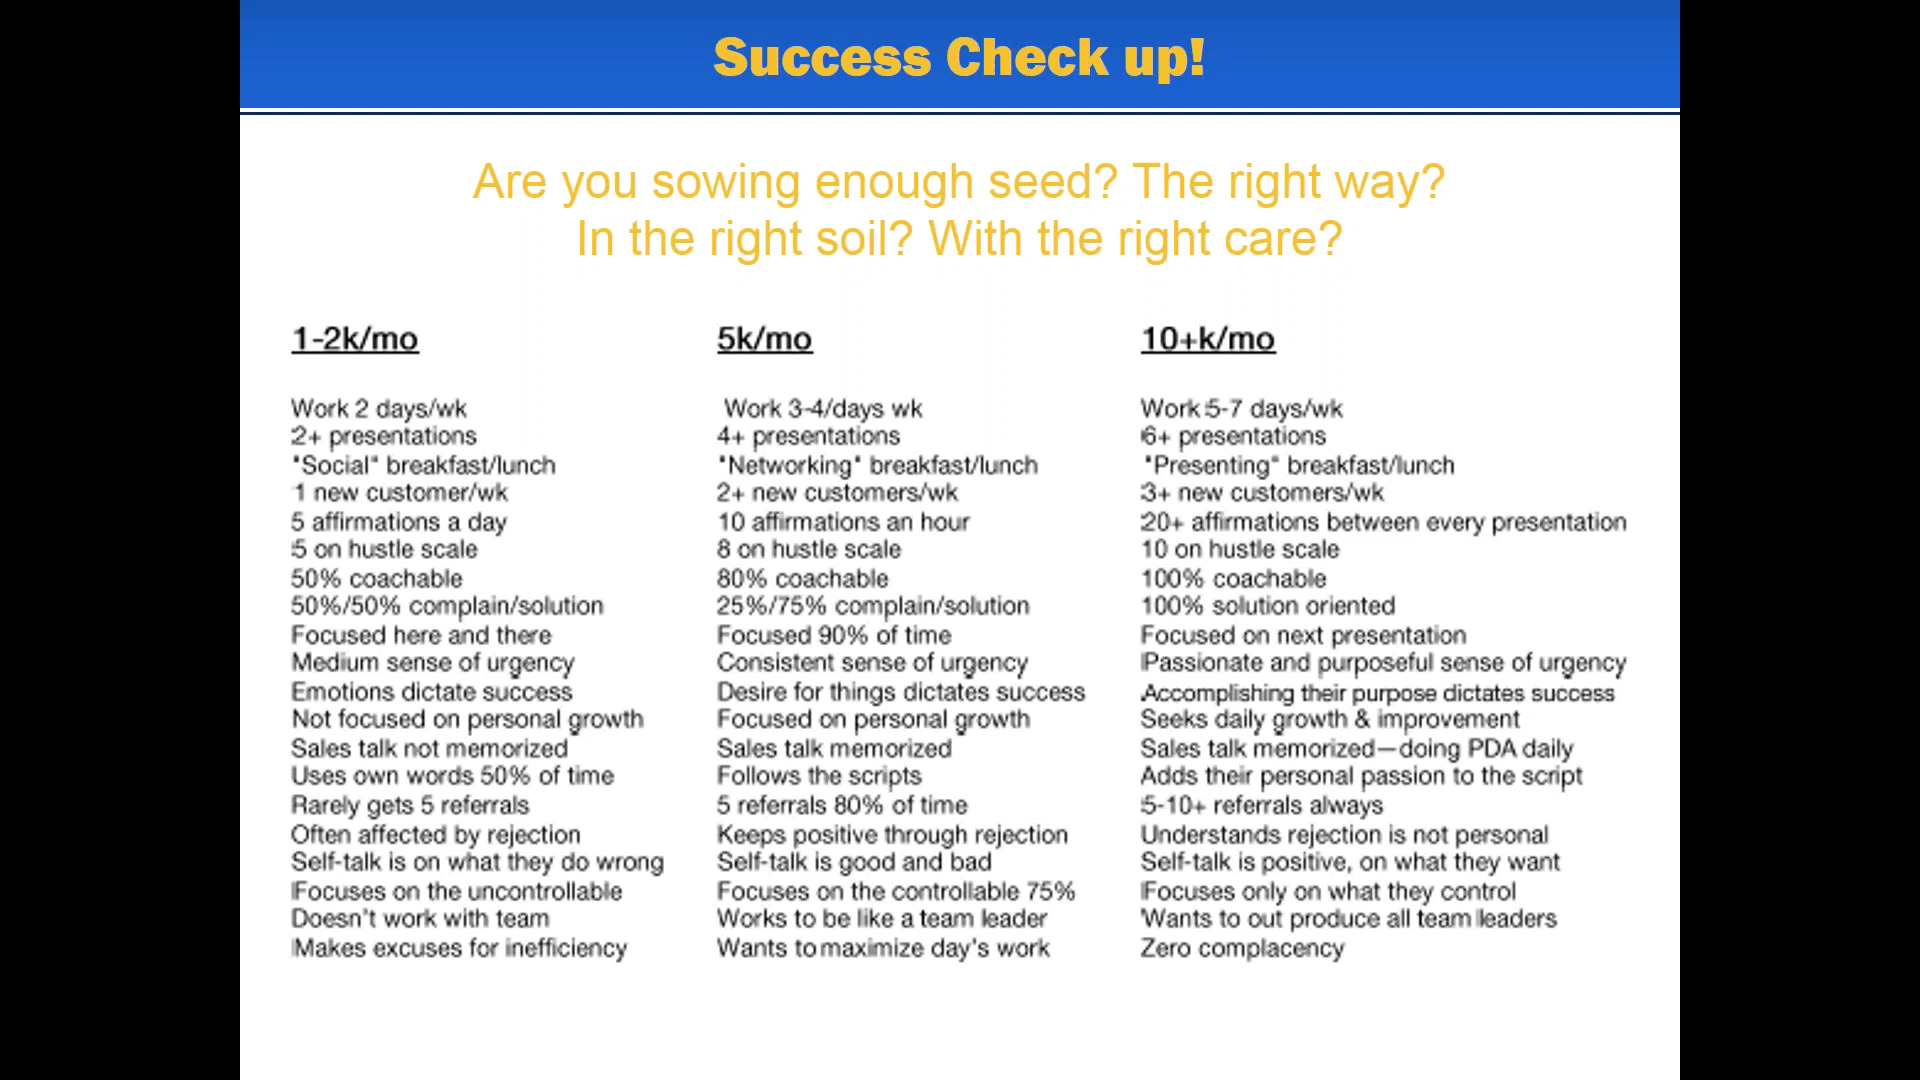 Success Check up!
Are you sowing enough seed? The right way?
In the right soil? With the right care?
1-2k/mo
Work 2 days/wk
2+ presentations
"Social" breakfast/lunch
1 new customer/wk
5 affirmations a day
5 on hustle scale
50% coachable
50%/50% complain/solution
Focused here and there
Medium sense of urgency
Emotions dictate success
Not focused on personal growth
Sales talk not memorized
Uses own words 50% of time
Rarely gets 5 referrals
Often affected by rejection
Self-talk is on what they do wrong
Focuses on the uncontrollable
Doesn't work with team
Makes excuses for inefficiency
5k/mo
Work 3-4/days wk
4+ presentations
"Networking" breakfast/lunch
2+ new customers/wk
10 affirmations an hour
8 on hustle scale
80% coachable
25%/75% complain/solution
Focused 90% of time
Consistent sense of urgency
Desire for things dictates success
Focused on personal growth
Sales talk memorized
Follows the scripts
5 referrals 80% of time
Keeps positive through rejection
Self-talk is good and bad
Focuses on the controllable 75%
Works to be like a team leader
Wants to maximize day's work
10+k/mo
Work 5-7 days/wk
6+ presentations
"Presenting" breakfast/lunch
3+ new customers/wk
20+ affirmations between every presentation
10 on hustle scale
100% coachable
100% solution oriented
Focused on next presentation
Passionate and purposeful sense of urgency
Accomplishing their purpose dictates success
Seeks daily growth & improvement
Sales talk memorized—doing PDA daily
Adds their personal passion to the script
5-10+ referrals always
Understands rejection is not personal
Self-talk is positive, on what they want
Focuses only on what they control
Wants to out produce all team leaders
Zero complacency